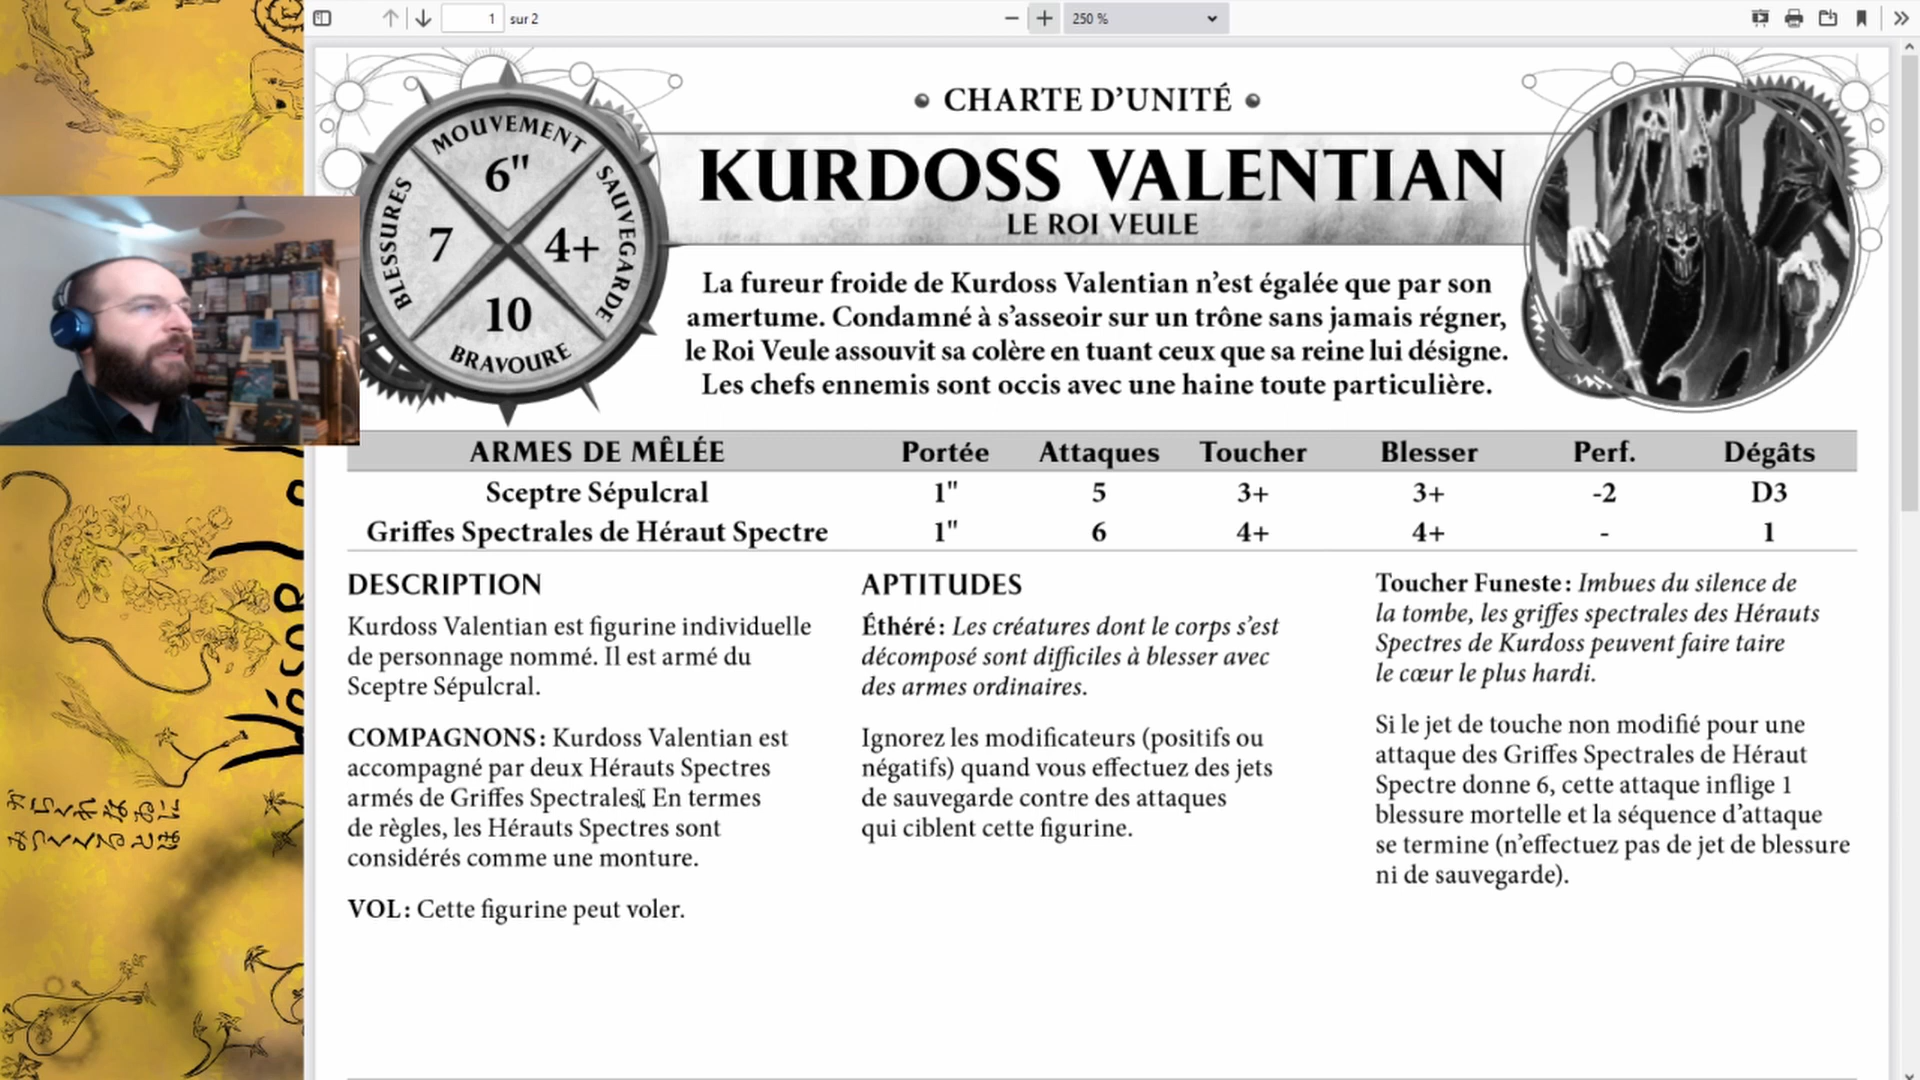 1 sur 2
250 %
CHARTE D'UNITÉ
KURDOSS VALENTIAN
LE ROI VEULE
MOUVEMENT
6"
BLESSURES
7
4+
SAUVEGARDE
10
BRAVOURE
La fureur froide de Kurdoss Valentian n'est égalée que par son
amertume. Condamné à s'asseoir sur un trône sans jamais régner,
le Roi Veule assouvit sa colère en tuant ceux que sa reine lui désigne.
Les chefs ennemis sont occis avec une haine toute particulière.
ARMES DE MÊLÉE Portée Attaques Toucher Blesser Perf. Dégâts
Sceptre Sépulcral 1" 5 3+ 3+ -2 D3
Griffes Spectrales de Héraut Spectre 1" 6 4+ 4+ - 1
DESCRIPTION
Kurdoss Valentian est figurine individuelle
de personnage nommé. Il est armé du
Sceptre Sépulcral.
COMPAGNONS : Kurdoss Valentian est
accompagné par deux Hérauts Spectres
armés de Griffes Spectrales. En termes
de règles, les Hérauts Spectres sont
considérés comme une monture.
VOL : Cette figurine peut voler.
APTITUDES
Éthéré : Les créatures dont le corps s'est
décomposé sont difficiles à blesser avec
des armes ordinaires.
Ignorez les modificateurs (positifs ou
négatifs) quand vous effectuez des jets
de sauvegarde contre des attaques
qui ciblent cette figurine.
Toucher Funeste : Imbues du silence de
la tombe, les griffes spectrales des Hérauts
Spectres de Kurdoss peuvent faire taire
le cœur le plus hardi.
Si le jet de touche non modifié pour une
attaque des Griffes Spectrales de Héraut
Spectre donne 6, cette attaque inflige 1
blessure mortelle et la séquence d'attaque
se termine (n'effectuez pas de jet de blessure
ni de sauvegarde).